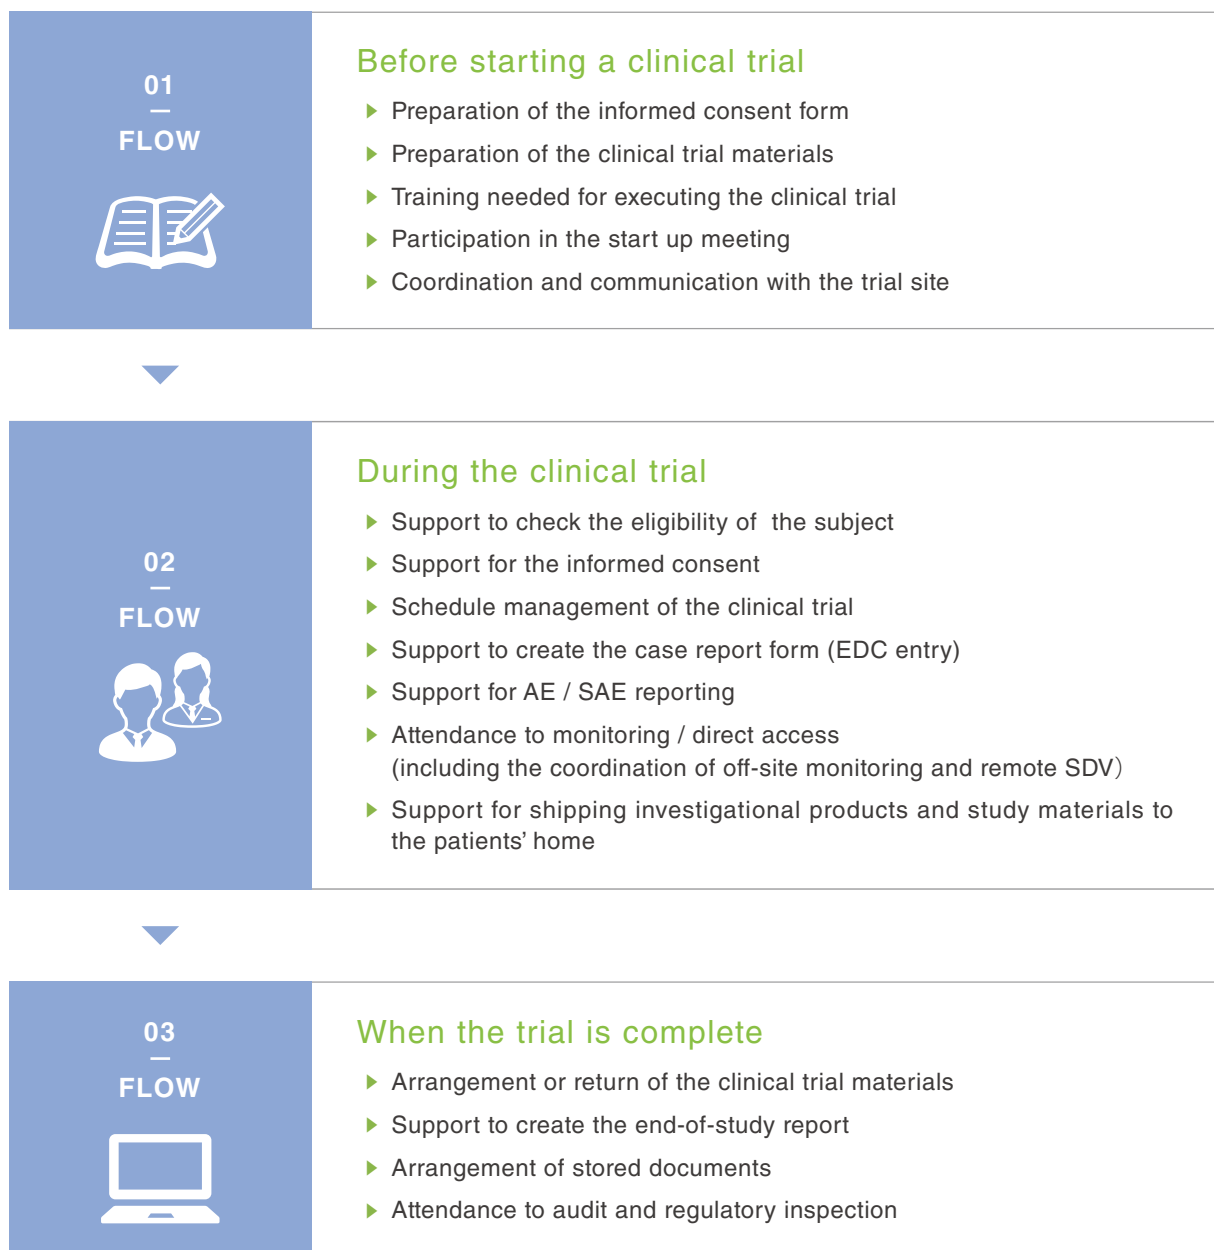 01
FLOW
Before starting a clinical trial
Preparation of the informed consent form
Preparation of the clinical trial materials
Training needed for executing the clinical trial
Participation in the start up meeting
Coordination and communication with the trial site
02
FLOW
During the clinical trial
Support to check the eligibility of  the subject
Support for the informed consent
Schedule management of the clinical trial
Support to create the case report form (EDC entry)
Support for AE / SAE reporting
Attendance to monitoring / direct access
(including the coordination of off-site monitoring and remote SDV）
Support for shipping investigational products and study materials to
the patients’ home
03
FLOW
When the trial is complete
Arrangement or return of the clinical trial materials
Support to create the end-of-study report
Arrangement of stored documents
Attendance to audit and regulatory inspection